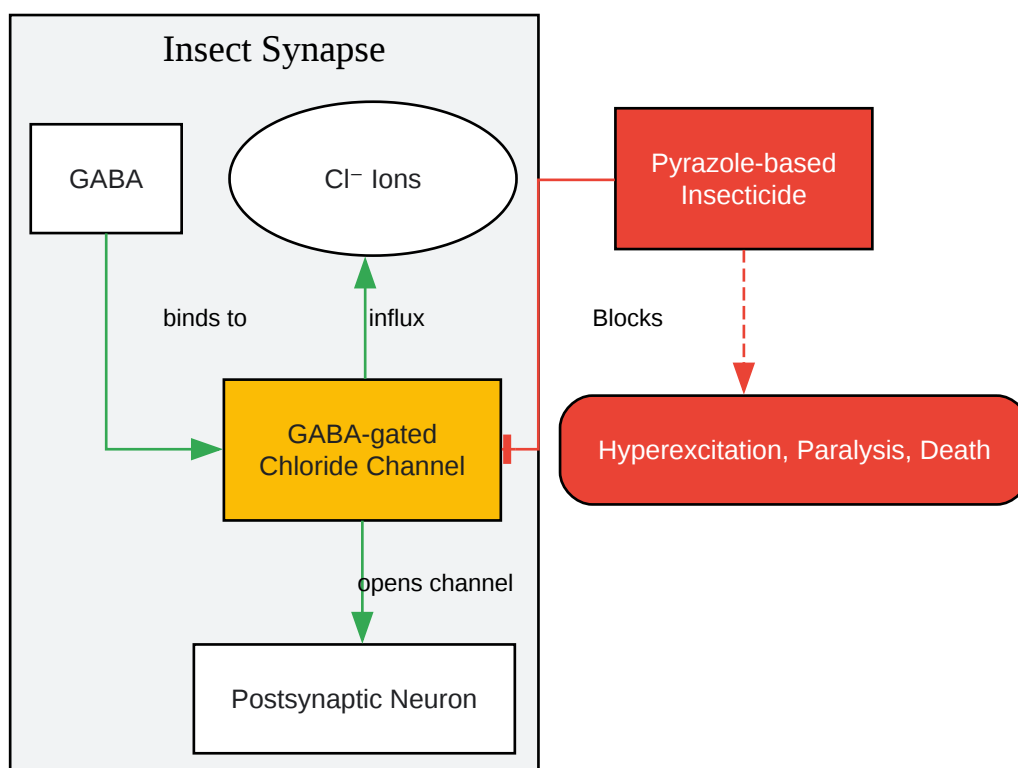 Insect Synapse
GABA
Cl⁻ Ions
Pyrazole-based
Insecticide
binds to
influx
Blocks
GABA-gated
Chloride Channel
Hyperexcitation, Paralysis, Death
opens channel
Postsynaptic Neuron